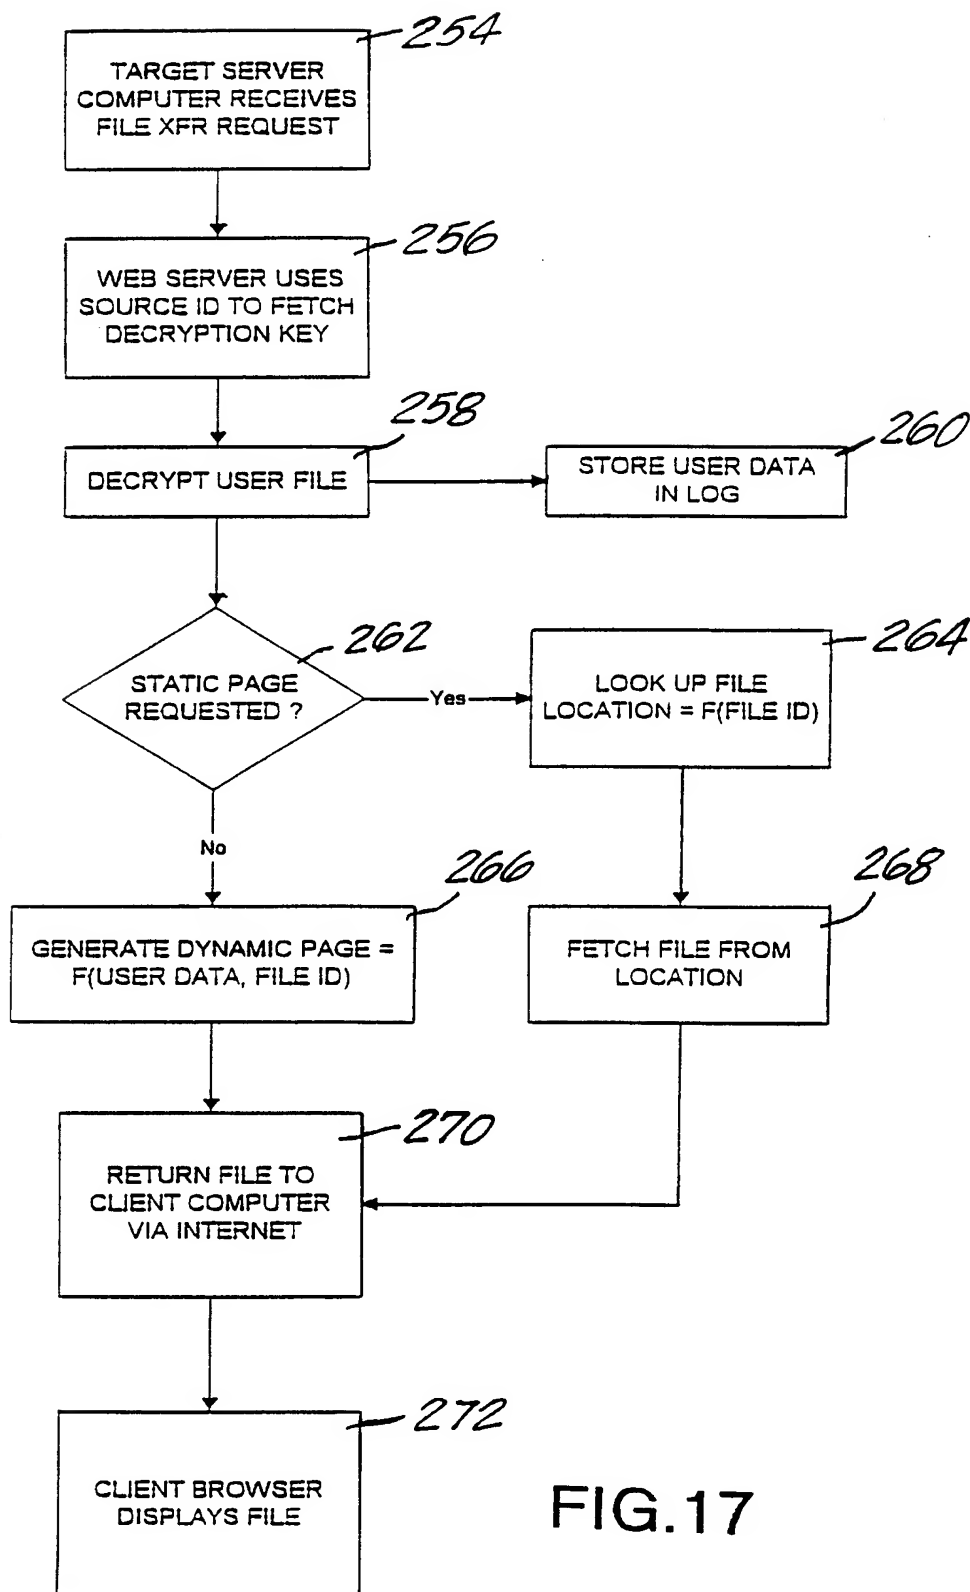 254
TARGET SERVER
COMPUTER RECEIVES
FILE XFR REQUEST
256
WEB SERVER USES
SOURCE ID TO FETCH
DECRYPTION KEY
258
DECRYPT USER FILE
260
STORE USER DATA
IN LOG
262
STATIC PAGE
REQUESTED ?
Yes
264
LOOK UP FILE
LOCATION = F(FILE ID)
No
266
GENERATE DYNAMIC PAGE =
F(USER DATA, FILE ID)
268
FETCH FILE FROM
LOCATION
270
RETURN FILE TO
CLIENT COMPUTER
VIA INTERNET
272
CLIENT BROWSER
DISPLAYS FILE
FIG.17